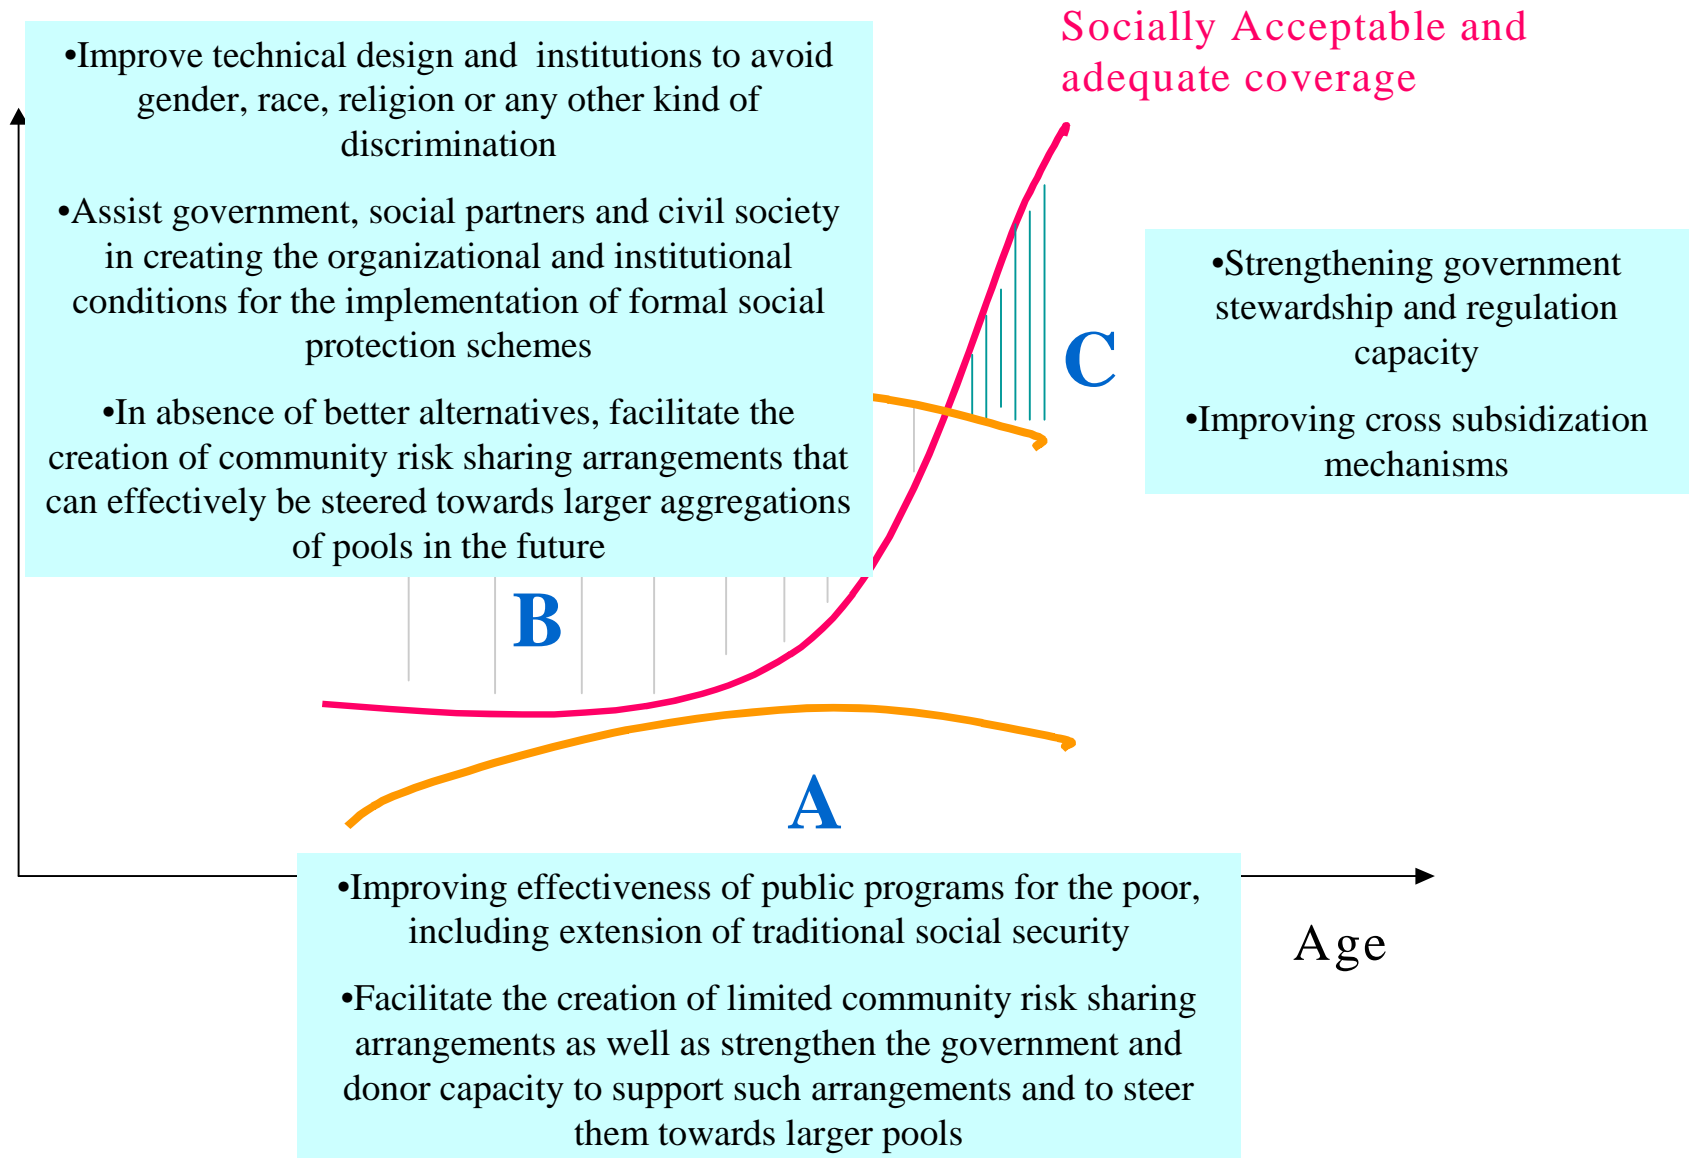 Socially Acceptable and
adequate coverage
•Improve technical design and  institutions to avoid
gender, race, religion or any other kind of
discrimination
•Assist government, social partners and civil society
in creating the organizational and institutional
conditions for the implementation of formal social
protection schemes
•In absence of better alternatives, facilitate the
creation of community risk sharing arrangements that
can effectively be steered towards larger aggregations
of pools in the future
•Strengthening government
stewardship and regulation
capacity
•Improving cross subsidization
mechanisms
C
B
A
•Improving effectiveness of public programs for the poor,
including extension of traditional social security
•Facilitate the creation of limited community risk sharing
arrangements as well as strengthen the government and
donor capacity to support such arrangements and to steer
them towards larger pools
Age